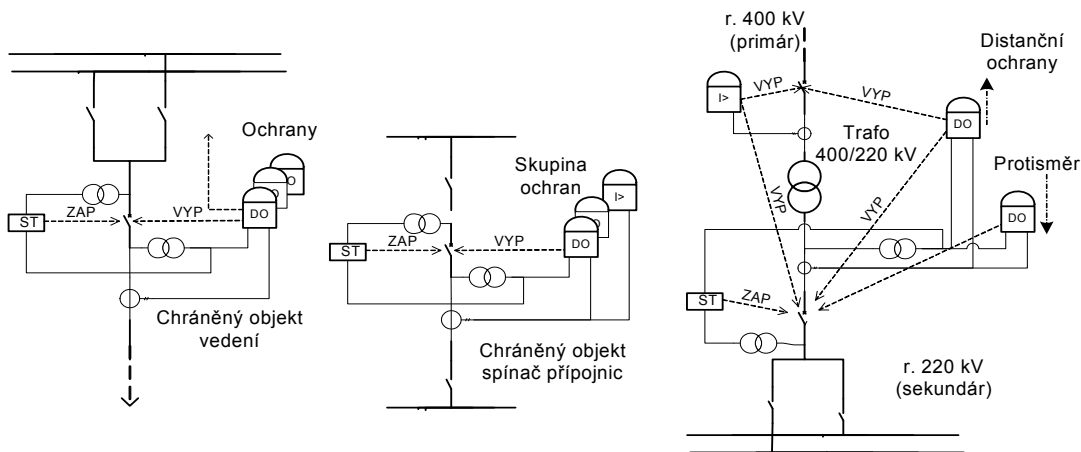 Ochrany
O
O
DO
ST
ZAP
VYP
Chráněný objekt
vedení
Skupina
ochran
I>
O
DO
ST
ZAP
VYP
Chráněný objekt
spínač přípojnic
r. 400 kV
(primár)
Distanční
ochrany
I>
VYP
VYP
DO
Trafo
400/220 kV
Protisměr
VYP
VYP
DO
ST
ZAP
r. 220 kV
(sekundár)